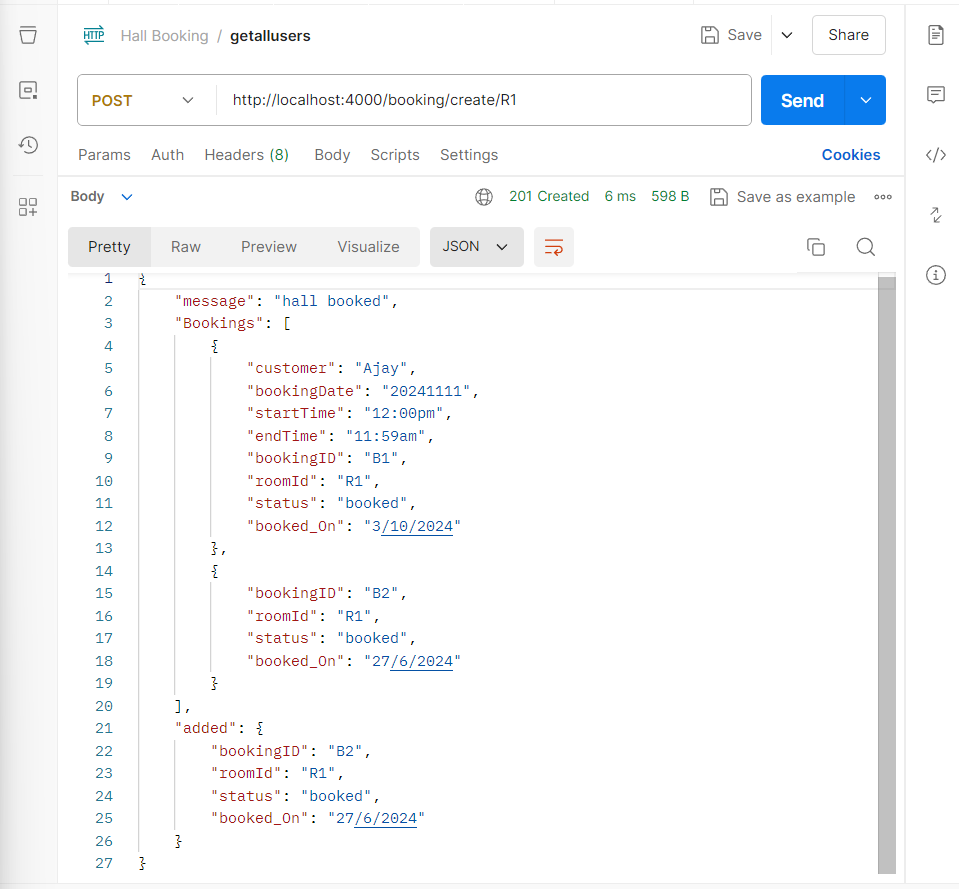 HTTP Hall Booking / getallusers Save Share
POST http://localhost:4000/booking/create/R1 Send
Params Auth Headers (8) Body Scripts Settings Cookies
Body 201 Created 6 ms 598 B Save as example
Pretty Raw Preview Visualize JSON
1 {
2 "message": "hall booked",
3 "Bookings": [
4 {
5 "customer": "Ajay",
6 "bookingDate": "20241111",
7 "startTime": "12:00pm",
8 "endTime": "11:59am",
9 "bookingID": "B1",
10 "roomId": "R1",
11 "status": "booked",
12 "booked_On": "3/10/2024"
13 },
14 {
15 "bookingID": "B2",
16 "roomId": "R1",
17 "status": "booked",
18 "booked_On": "27/6/2024"
19 }
20 ],
21 "added": {
22 "bookingID": "B2",
23 "roomId": "R1",
24 "status": "booked",
25 "booked_On": "27/6/2024"
26 }
27 }